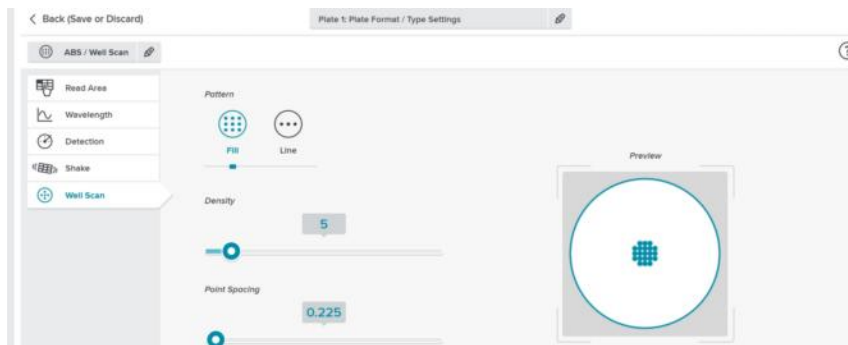 Back (Save or Discard)
Plate 1: Plate Format / Type Settings
ABS / Well Scan
Read Area
Wavelength
Detection
Shake
Well Scan
Pattern
Fill
Line
Preview
Density
5
Point Spacing
0.225